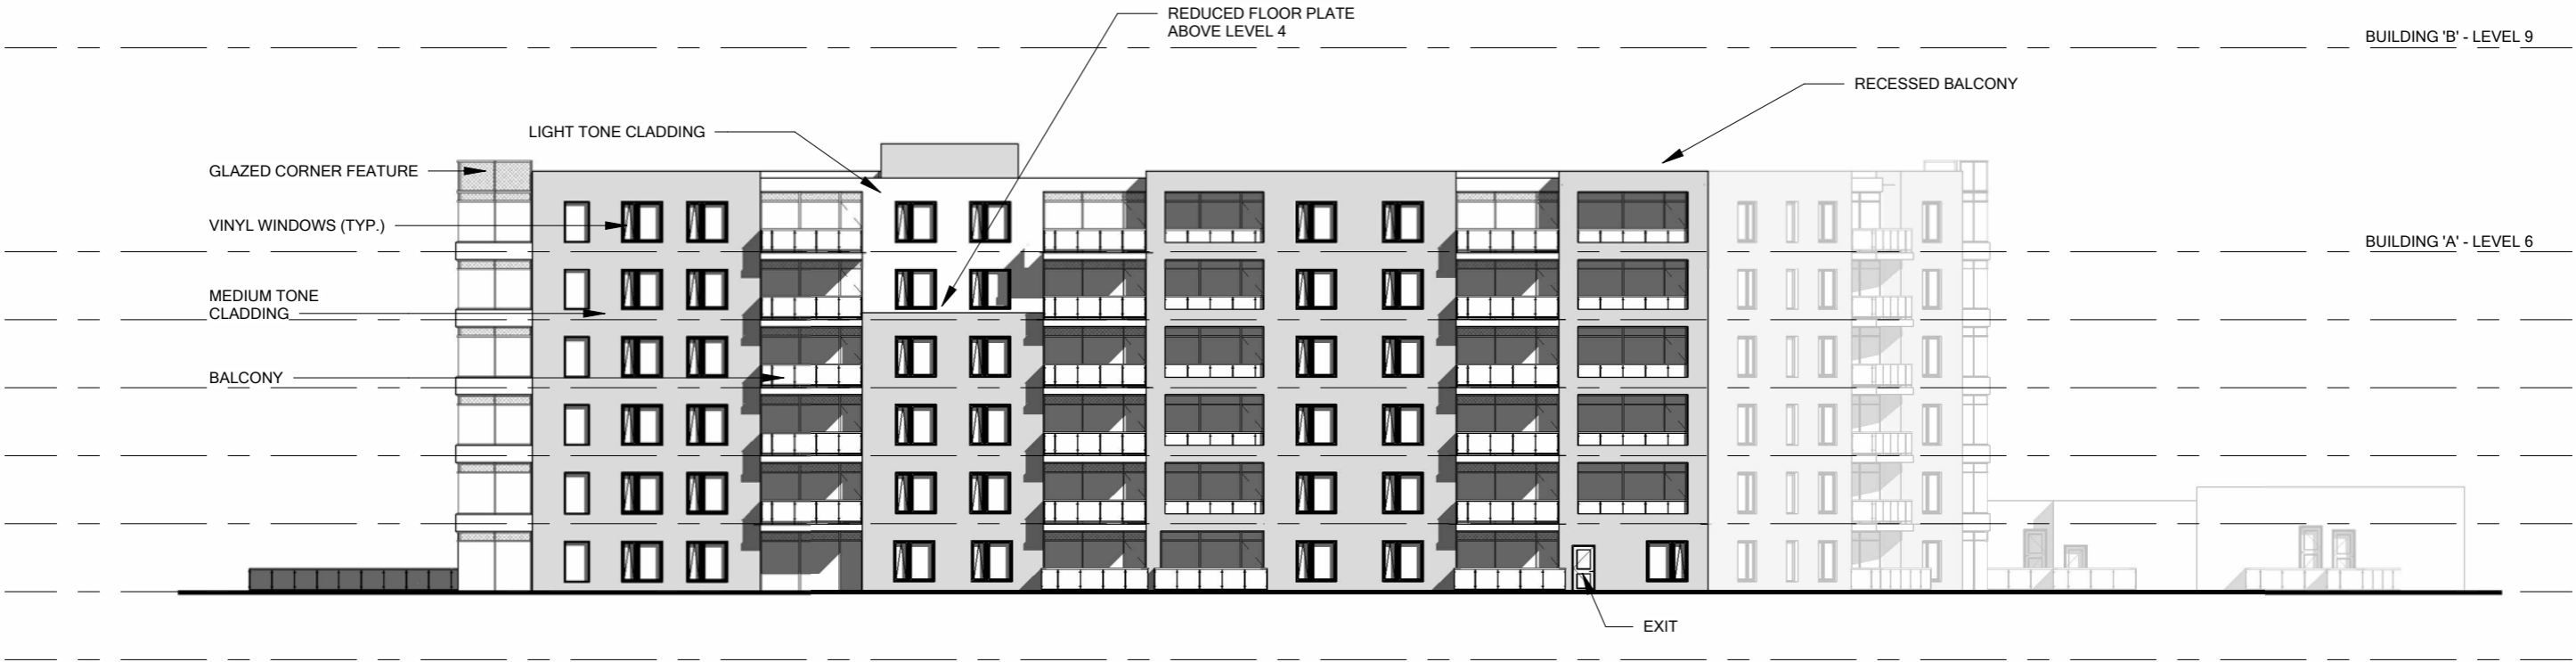 REDUCED FLOOR PLATE
ABOVE LEVEL 4
BUILDING 'B' - LEVEL 9
RECESSED BALCONY
LIGHT TONE CLADDING
GLAZED CORNER FEATURE
VINYL WINDOWS (TYP.)
BUILDING 'A' - LEVEL 6
MEDIUM TONE
CLADDING
BALCONY
EXIT